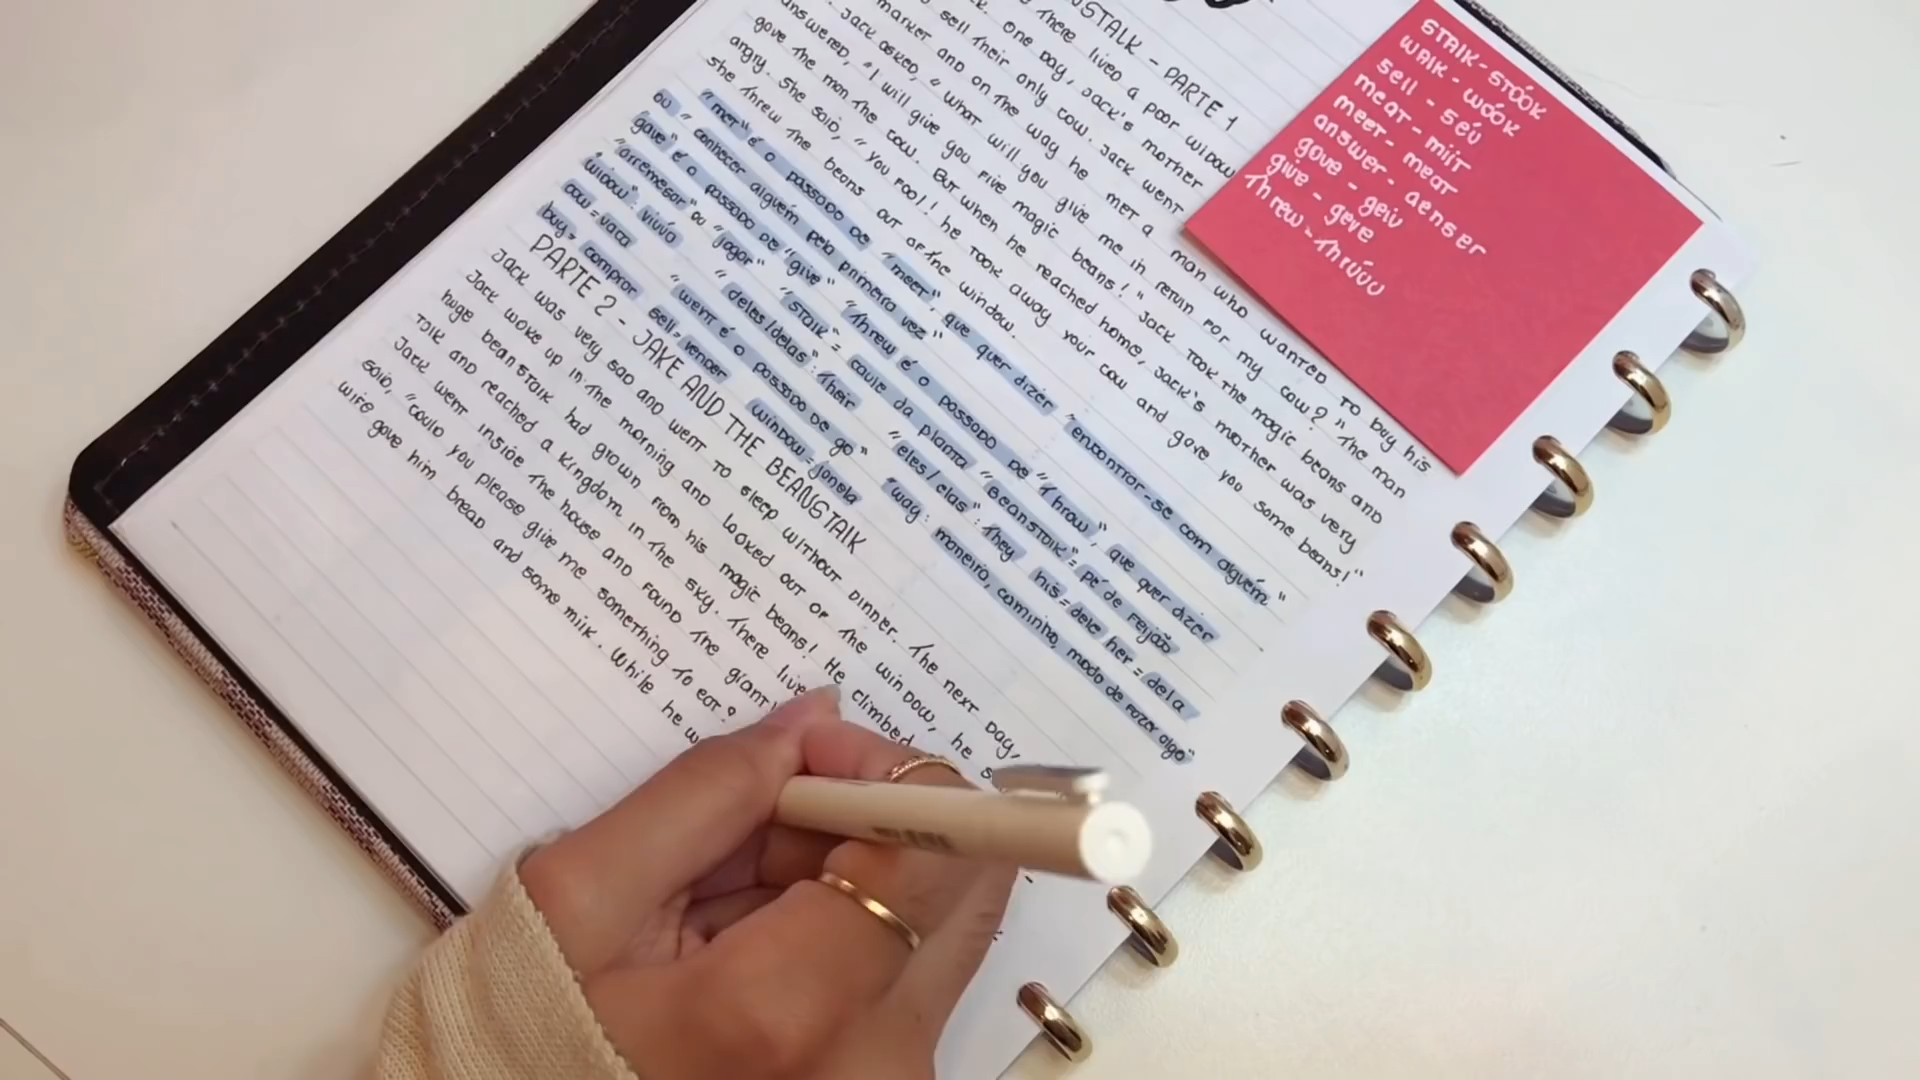 NSTALK - PARTE 1
there lived a poor widow
One day, Jack's mother
sell their only cow. Jack went
market and on the way he met a man who wanted to buy his
. Jack asked, "what will you give me in return for my cow?" The man
answered, "I will give you five magic beans!" Jack took the magic beans and
gave the man the cow. But when he reached home, Jack's mother was very
angry. She said, "You fool! he took away your cow and gave you some beans!"
she threw the beans out of the window.
"met" é o passado de "meet", que quer dizer "encontrar-se com alguém"
ou "conhecer alguém pela primeira vez"
gave" é o passado de "give" "threw é o passado de "throw", que quer dizer
"arremesar" ou "jogar" "stalk" = caule da planta "Beanstalk" = pé de feijão
widow": viúva "deles/delas": their "eles/elas": they his = dele her = dela
cow = vaca "went é o passado de go" "way: maneira, caminho, modo de fazer algo"
buy = comprar sell = vender window = janela
PARTE 2 - JAKE AND THE BEANSTALK
Jack was very sad and went to sleep without dinner. The next day,
Jack woke up in the morning and looked out of the window, he s
huge beanstalk had grown from his magic beans! He climbed
talk and reached a kingdom in the sky. There live
Jack went inside the house and found the giant'
said, "could you please give me something to eat?
wife gave him bread and some milk. While he w
stalk - stóók
walk - wóók
sell - séu
meat - miit
meet - meat
answer - aenser
gave - geiv
give - geve
threw - thrúúu